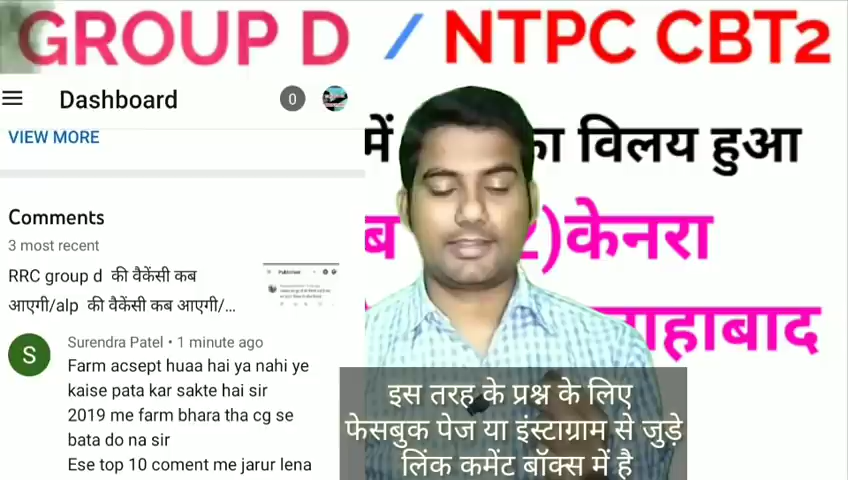 GROUP D / NTPC CBT2
Dashboard
0
VIEW MORE
में
का विलय हुआ
ब
2)केनरा
ाहाबाद
Comments
3 most recent
RRC group d की वैकेंसी कब
आएगी/alp की वैकेंसी कब आएगी/...
S
Surendra Patel • 1 minute ago
Farm acsept huaa hai ya nahi ye
kaise pata kar sakte hai sir
2019 me farm bhara tha cg se
bata do na sir
Ese top 10 coment me jarur lena
इस तरह के प्रश्न के लिए
फेसबुक पेज या इंस्टाग्राम से जुड़े
लिंक कमेंट बॉक्स में है